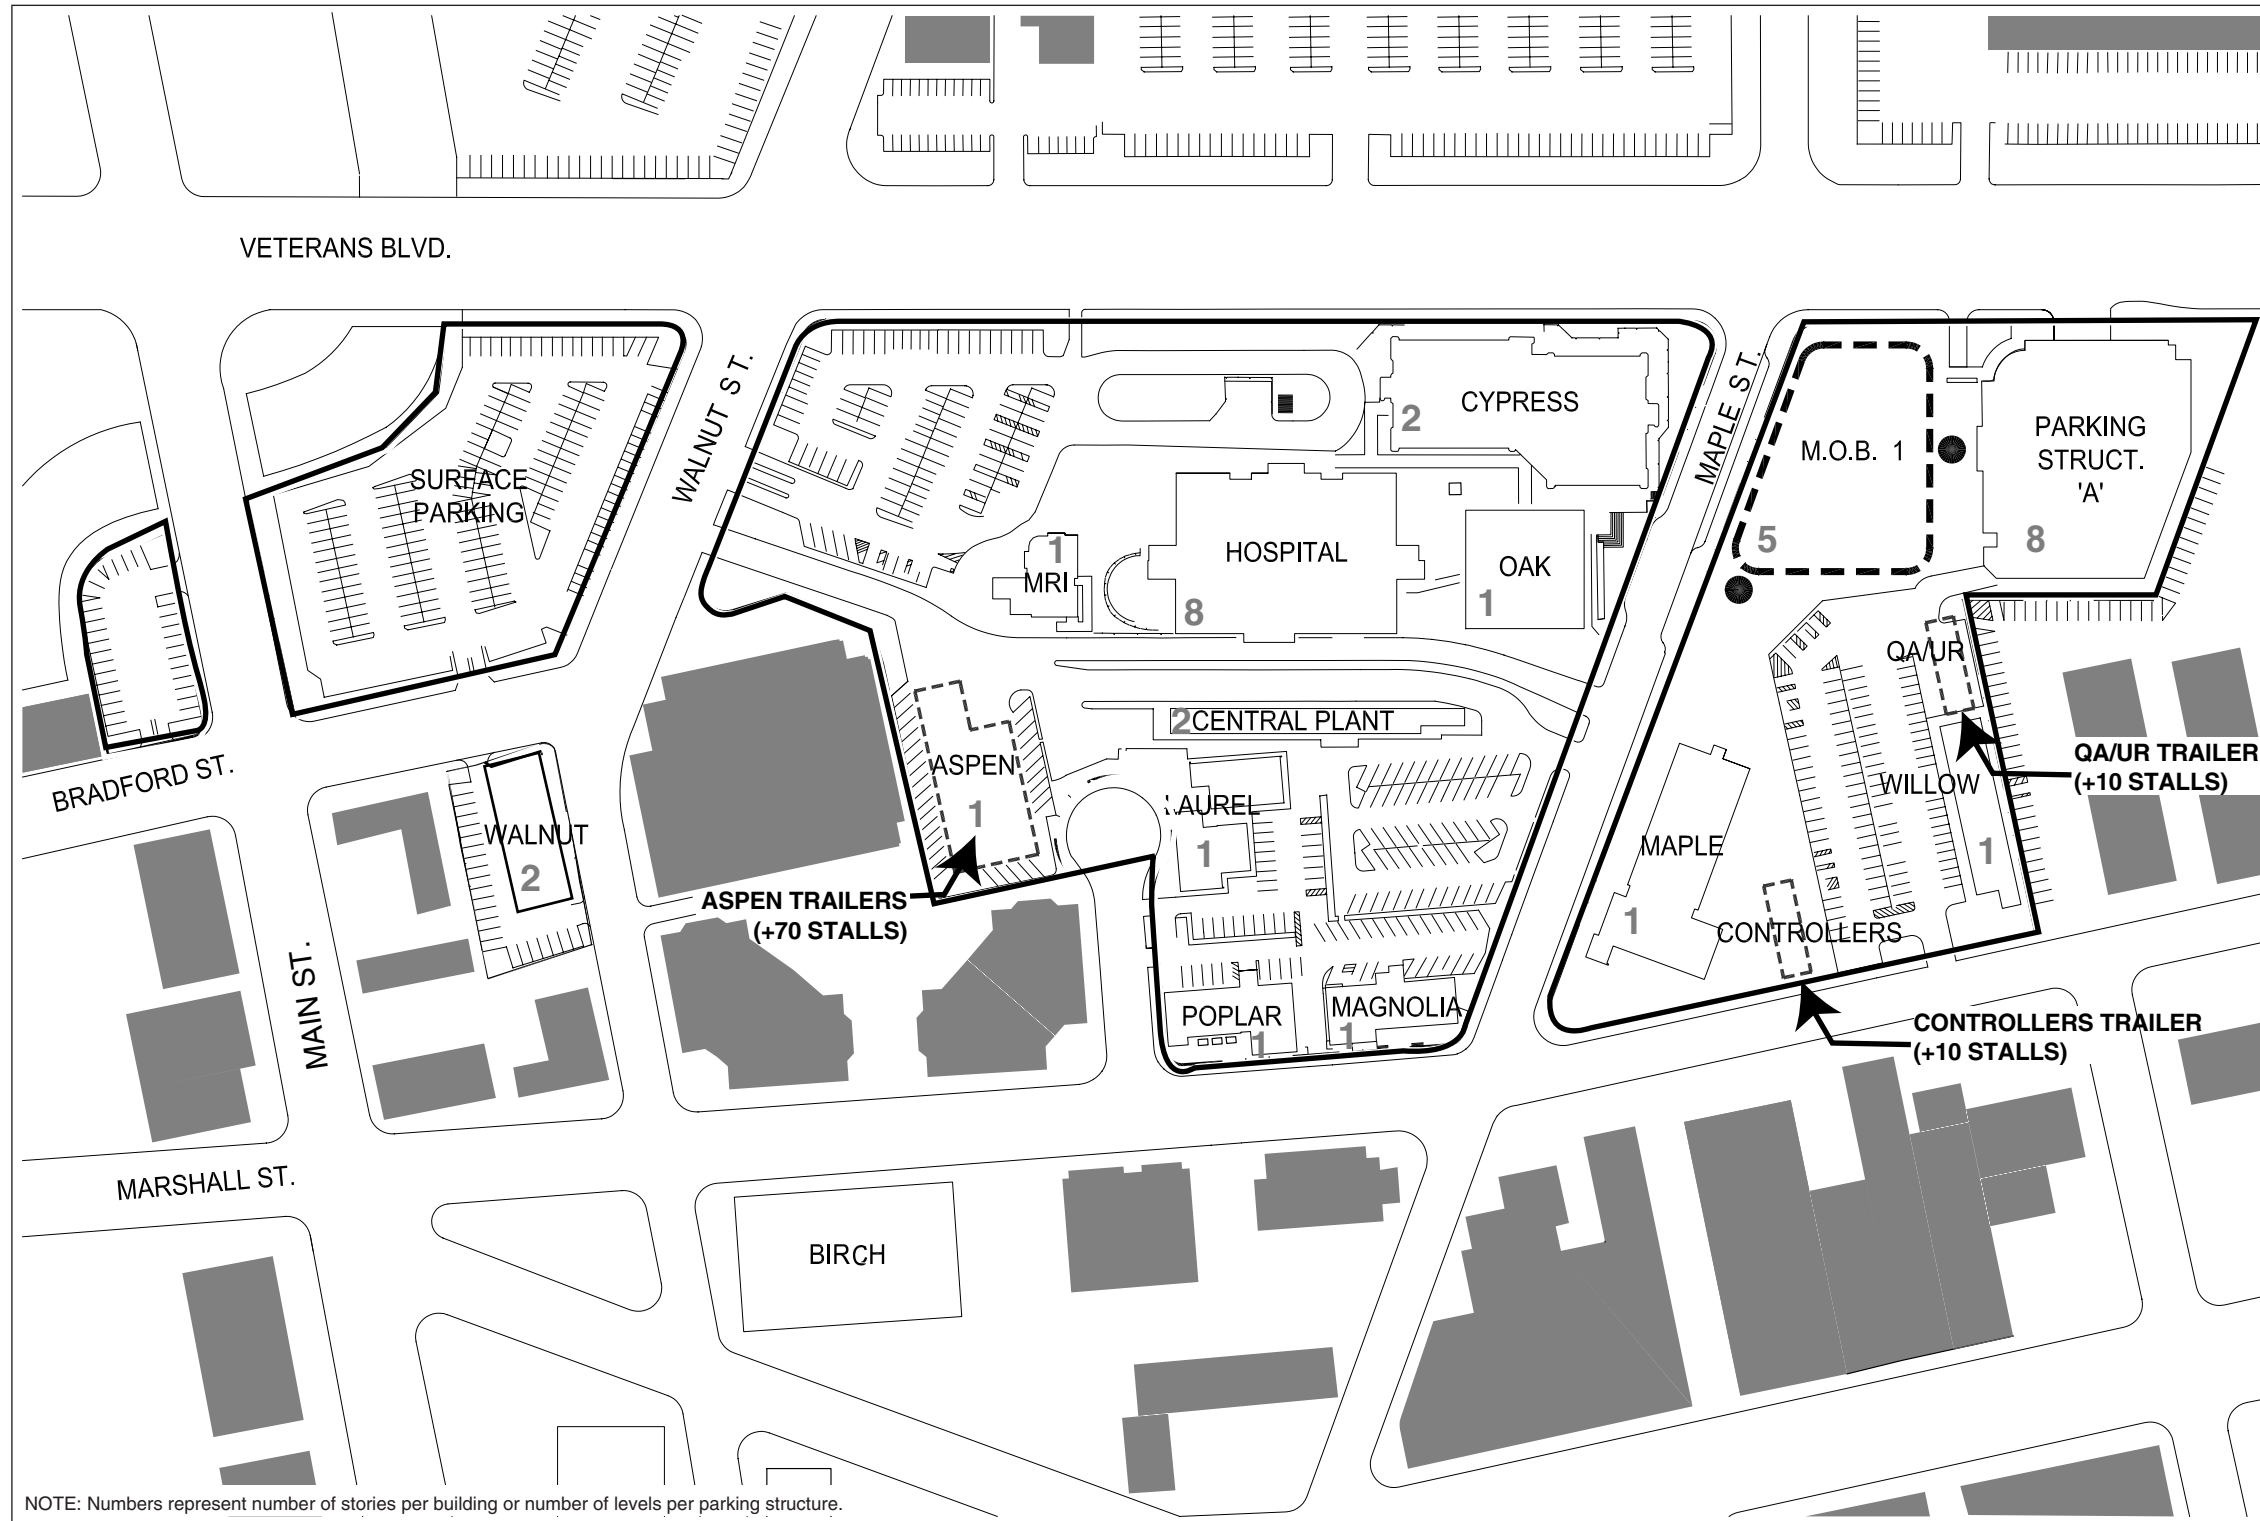 VETERANS BLVD.
WALNUT ST.
MAPLE ST.
CYPRESS
2
M.O.B. 1
5
PARKING
STRUCT.
'A'
8
SURFACE
PARKING
1
MRI
HOSPITAL
8
OAK
1
QA/UR
2
CENTRAL PLANT
ASPEN
1
BRADFORD ST.
QA/UR TRAILER
(+10 STALLS)
WILLOW
1
WALNUT
2
AUREL
1
MAPLE
1
ASPEN TRAILERS
(+70 STALLS)
CONTROLLERS
MAIN ST.
POPLAR
1
MAGNOLIA
1
CONTROLLERS TRAILER
(+10 STALLS)
MARSHALL ST.
BIRCH
NOTE: Numbers represent number of stories per building or number of levels per parking structure.